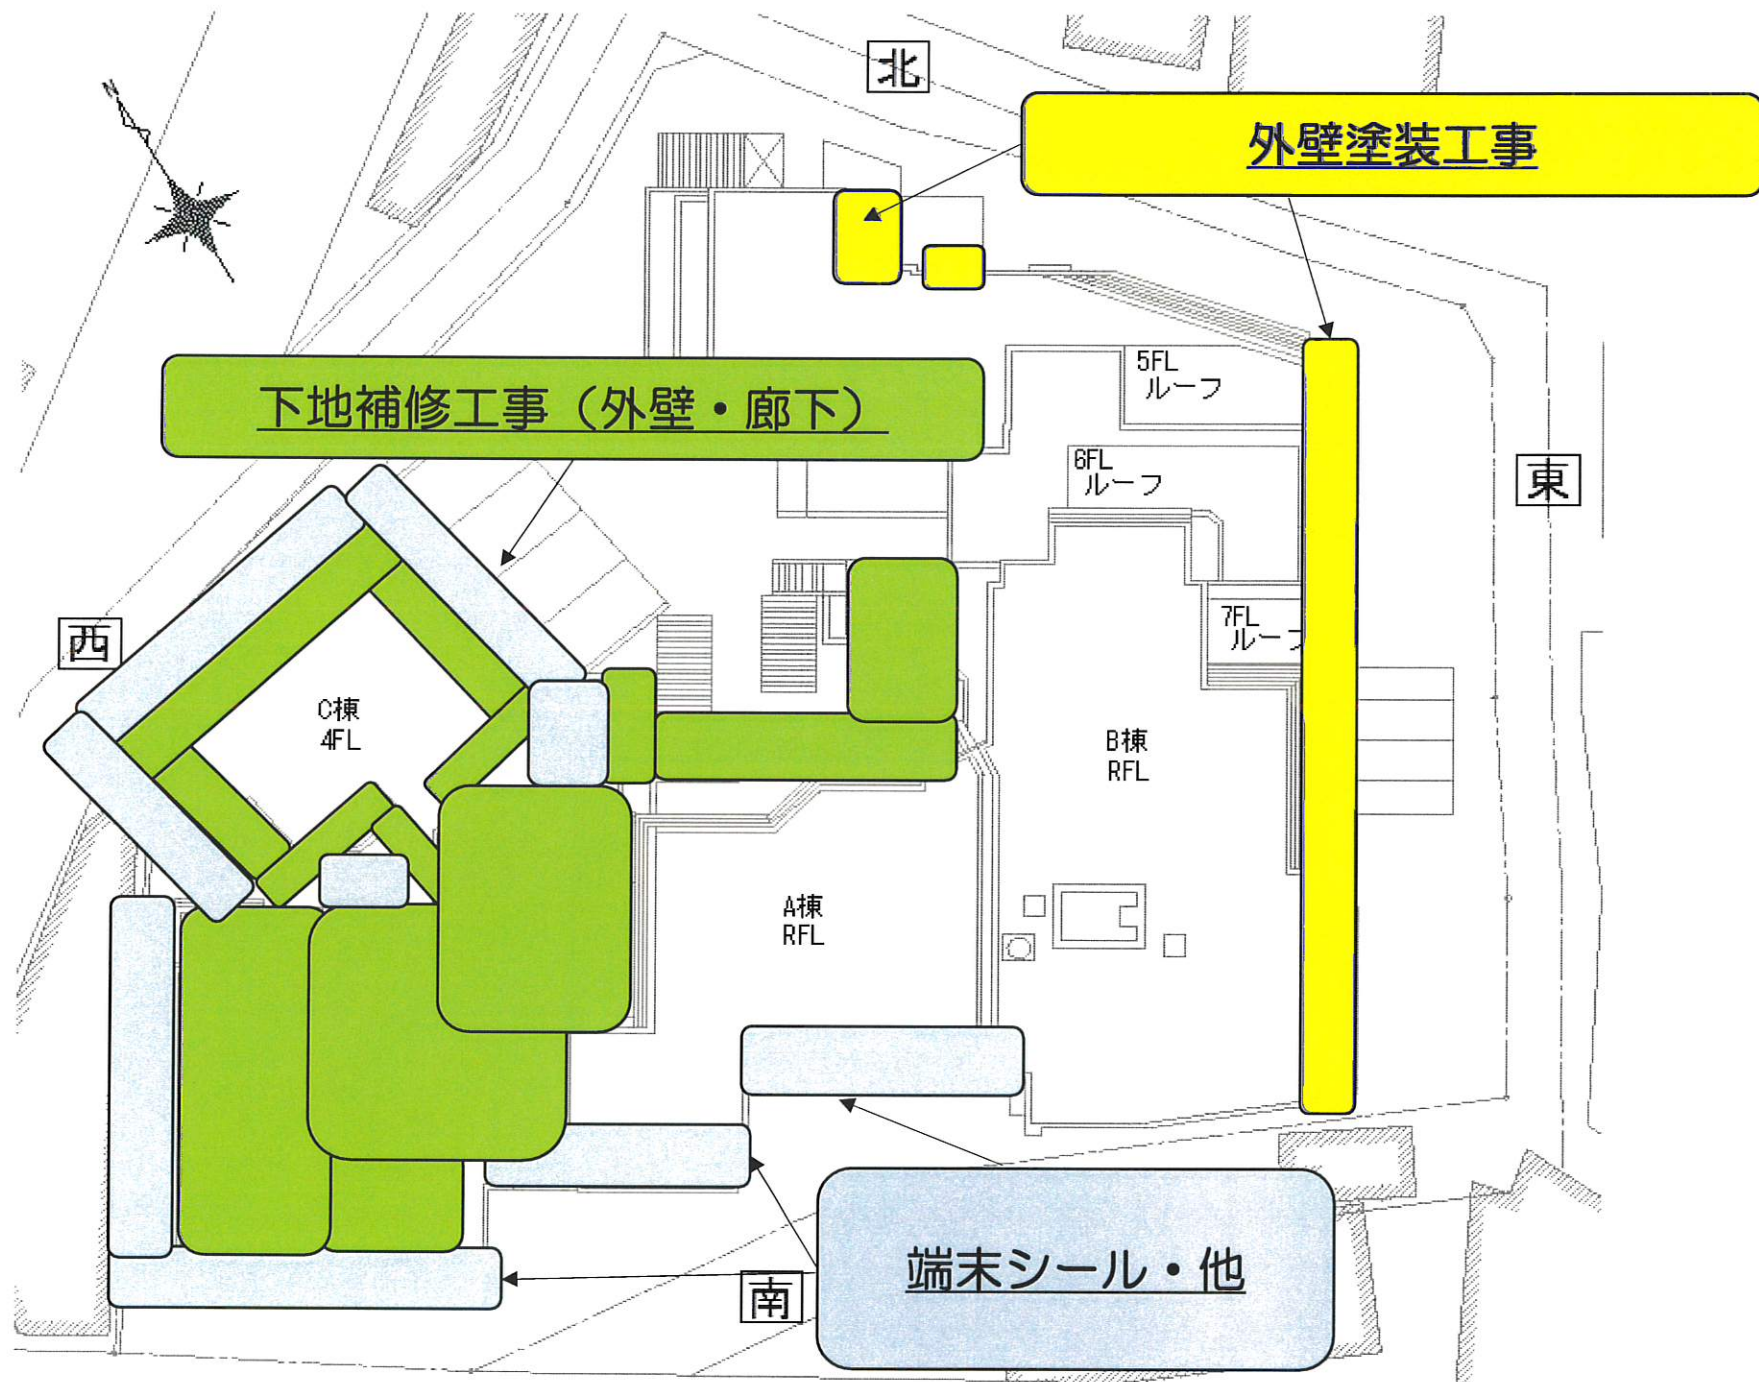 北
N
外壁塗装工事
5FL
ルーフ
下地補修工事（外壁・廊下）
6FL
ルーフ
東
西
7FL
ルーフ
C棟
4FL
B棟
RFL
A棟
RFL
端末シール・他
南